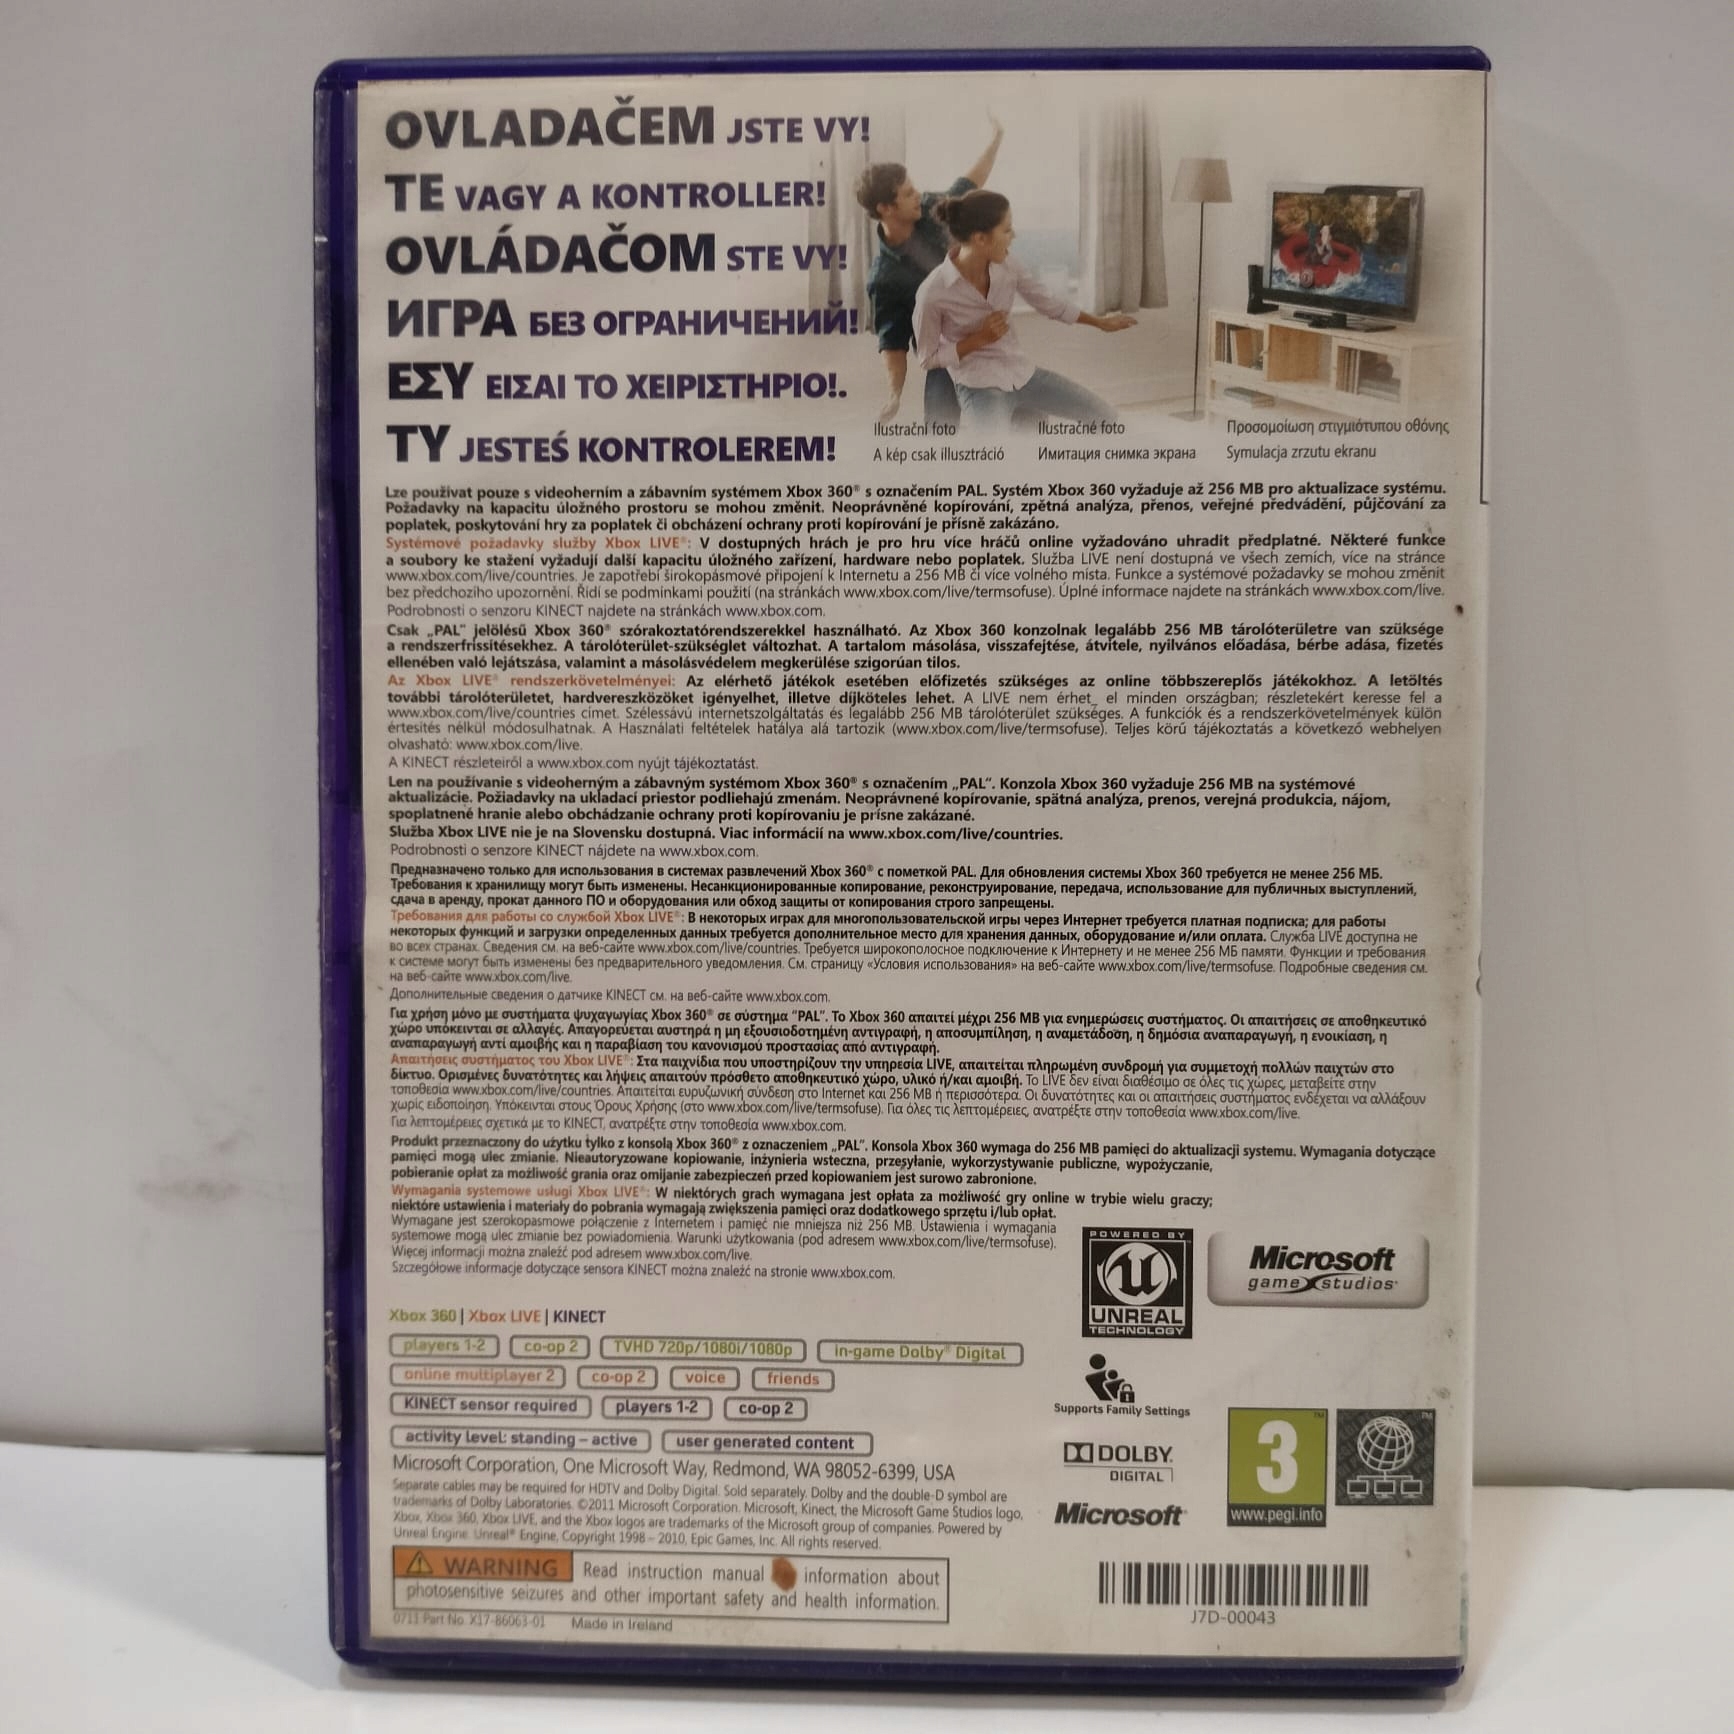 OVLADAČEM JSTE VY!
TE VAGY A KONTROLLER!
OVLÁDAČOM STE VY!
ИГРА БЕЗ ОГРАНИЧЕНИЙ!
ΕΣΥ ΕΙΣΑΙ ΤΟ ΧΕΙΡΙΣΤΗΡΙΟ!.
TY JESTEŚ KONTROLEREM!
Ilustrační foto Ilustračné foto Προσομοίωση στιγμιότυπου οθόνης
A kép csak illusztráció Имитация снимка экрана Symulacja zrzutu ekranu
Lze používat pouze s videoherním a zábavním systémem Xbox 360® s označením PAL. Systém Xbox 360 vyžaduje až 256 MB pro aktualizace systému.
Požadavky na kapacitu úložného prostoru se mohou změnit. Neoprávněné kopírování, zpětná analýza, přenos, veřejné předvádění, půjčování za
poplatek, poskytování hry za poplatek či obcházení ochrany proti kopírování je přísně zakázáno.
Systémové požadavky služby Xbox LIVE®: V dostupných hrách je pro hru více hráčů online vyžadováno uhradit předplatné. Některé funkce
a soubory ke stažení vyžadují další kapacitu úložného zařízení, hardware nebo poplatek. Služba LIVE není dostupná ve všech zemích, více na stránce
www.xbox.com/live/countries. Je zapotřebí širokopásmové připojení k Internetu a 256 MB či více volného místa. Funkce a systémové požadavky se mohou změnit
bez předchozího upozornění. Řídí se podmínkami použití (na stránkách www.xbox.com/live/termsofuse). Úplné informace najdete na stránkách www.xbox.com/live.
Podrobnosti o senzoru KINECT najdete na stránkách www.xbox.com.
Csak „PAL" jelölésű Xbox 360® szórakoztatórendszerekkel használható. Az Xbox 360 konzolnak legalább 256 MB tárolóterületre van szüksége
a rendszerfrissítésekhez. A tárolóterület-szükséglet változhat. A tartalom másolása, visszafejtése, átvitele, nyilvános előadása, bérbe adása, fizetés
ellenében való lejátszása, valamint a másolásvédelem megkerülése szigorúan tilos.
Az Xbox LIVE® rendszerkövetelményei: Az elérhető játékok esetében előfizetés szükséges az online többszereplős játékokhoz. A letöltés
további tárolóterületet, hardvereszközöket igényelhet, illetve díjköteles lehet. A LIVE nem érhet_ el minden országban; részletekért keresse fel a
www.xbox.com/live/countries címet. Szélessávú internetszolgáltatás és legalább 256 MB tárolóterület szükséges. A funkciók és a rendszerkövetelmények külön
értesítés nélkül módosulhatnak. A Használati feltételek hatálya alá tartozik (www.xbox.com/live/termsofuse). Teljes körű tájékoztatás a következő webhelyen
olvasható: www.xbox.com/live.
A KINECT részleteiről a www.xbox.com nyújt tájékoztatást.
Len na používanie s videoherným a zábavným systémom Xbox 360® s označením „PAL". Konzola Xbox 360 vyžaduje 256 MB na systémové
aktualizácie. Požiadavky na ukladací priestor podliehajú zmenám. Neoprávnené kopírovanie, spätná analýza, prenos, verejná produkcia, nájom,
spoplatnené hranie alebo obchádzanie ochrany proti kopírovaniu je prísne zakázané.
Služba Xbox LIVE nie je na Slovensku dostupná. Viac informácií na www.xbox.com/live/countries.
Podrobnosti o senzore KINECT nájdete na www.xbox.com.
Предназначено только для использования в системах развлечений Xbox 360® с пометкой PAL. Для обновления системы Xbox 360 требуется не менее 256 МБ.
Требования к хранилищу могут быть изменены. Несанкционированные копирование, реконструирование, передача, использование для публичных выступлений,
сдача в аренду, прокат данного ПО и оборудования или обход защиты от копирования строго запрещены.
Требования для работы со службой Xbox LIVE®: В некоторых играх для многопользовательской игры через Интернет требуется платная подписка; для работы
некоторых функций и загрузки определенных данных требуется дополнительное место для хранения данных, оборудование и/или оплата. Служба LIVE доступна не
во всех странах. Сведения см. на веб-сайте www.xbox.com/live/countries. Требуется широкополосное подключение к Интернету и не менее 256 МБ памяти. Функции и требования
к системе могут быть изменены без предварительного уведомления. См. страницу «Условия использования» на веб-сайте www.xbox.com/live/termsofuse. Подробные сведения см.
на веб-сайте www.xbox.com/live.
Дополнительные сведения о датчике KINECT см. на веб-сайте www.xbox.com.
Για χρήση μόνο με συστήματα ψυχαγωγίας Xbox 360® σε σύστημα "PAL". Το Xbox 360 απαιτεί μέχρι 256 MB για ενημερώσεις συστήματος. Οι απαιτήσεις σε αποθηκευτικό
χώρο υπόκεινται σε αλλαγές. Απαγορεύεται αυστηρά η μη εξουσιοδοτημένη αντιγραφή, η αποσυμπίληση, η αναμετάδοση, η δημόσια αναπαραγωγή, η ενοικίαση, η
αναπαραγωγή αντί αμοιβής και η παραβίαση του κανονισμού προστασίας από αντιγραφή.
Απαιτήσεις συστήματος του Xbox LIVE®: Στα παιχνίδια που υποστηρίζουν την υπηρεσία LIVE, απαιτείται πληρωμένη συνδρομή για συμμετοχή πολλών παιχτών στο
δίκτυο. Ορισμένες δυνατότητες και λήψεις απαιτούν πρόσθετο αποθηκευτικό χώρο, υλικό ή/και αμοιβή. Το LIVE δεν είναι διαθέσιμο σε όλες τις χώρες, μεταβείτε στην
τοποθεσία www.xbox.com/live/countries. Απαιτείται ευρυζωνική σύνδεση στο Internet και 256 MB ή περισσότερα. Οι δυνατότητες και οι απαιτήσεις συστήματος ενδέχεται να αλλάξουν
χωρίς ειδοποίηση. Υπόκεινται στους Όρους Χρήσης (στο www.xbox.com/live/termsofuse). Για όλες τις λεπτομέρειες, ανατρέξτε στην τοποθεσία www.xbox.com/live.
Για λεπτομέρειες σχετικά με το KINECT, ανατρέξτε στην τοποθεσία www.xbox.com.
Produkt przeznaczony do użytku tylko z konsolą Xbox 360® z oznaczeniem „PAL". Konsola Xbox 360 wymaga do 256 MB pamięci do aktualizacji systemu. Wymagania dotyczące
pamięci mogą ulec zmianie. Nieautoryzowane kopiowanie, inżynieria wsteczna, przesyłanie, wykorzystywanie publiczne, wypożyczanie,
pobieranie opłat za możliwość grania oraz omijanie zabezpieczeń przed kopiowaniem jest surowo zabronione.
Wymagania systemowe usługi Xbox LIVE®: W niektórych grach wymagana jest opłata za możliwość gry online w trybie wielu graczy;
niektóre ustawienia i materiały do pobrania wymagają zwiększenia pamięci oraz dodatkowego sprzętu i/lub opłat.
Wymagane jest szerokopasmowe połączenie z Internetem i pamięć nie mniejsza niż 256 MB. Ustawienia i wymagania
systemowe mogą ulec zmianie bez powiadomienia. Warunki użytkowania (pod adresem www.xbox.com/live/termsofuse).
Więcej informacji można znaleźć pod adresem www.xbox.com/live.
Szczegółowe informacje dotyczące sensora KINECT można znaleźć na stronie www.xbox.com.
POWERED BY
UNREAL
TECHNOLOGY
Microsoft
game studios
Xbox 360 | Xbox LIVE | KINECT
players 1-2 co-op 2 TVHD 720p/1080i/1080p in-game Dolby® Digital
online multiplayer 2 co-op 2 voice friends
KINECT sensor required players 1-2 co-op 2
activity level: standing – active user generated content
Supports Family Settings
DOLBY
DIGITAL
Microsoft
3
www.pegi.info
Microsoft Corporation, One Microsoft Way, Redmond, WA 98052-6399, USA
Separate cables may be required for HDTV and Dolby Digital. Sold separately. Dolby and the double-D symbol are
trademarks of Dolby Laboratories. ©2011 Microsoft Corporation. Microsoft, Kinect, the Microsoft Game Studios logo,
Xbox, Xbox 360, Xbox LIVE, and the Xbox logos are trademarks of the Microsoft group of companies. Powered by
Unreal Engine. Unreal® Engine, Copyright 1998 – 2010, Epic Games, Inc. All rights reserved.
WARNING Read instruction manual information about
photosensitive seizures and other important safety and health information.
0711 Part No. X17-86063-01 Made in Ireland
J7D-00043